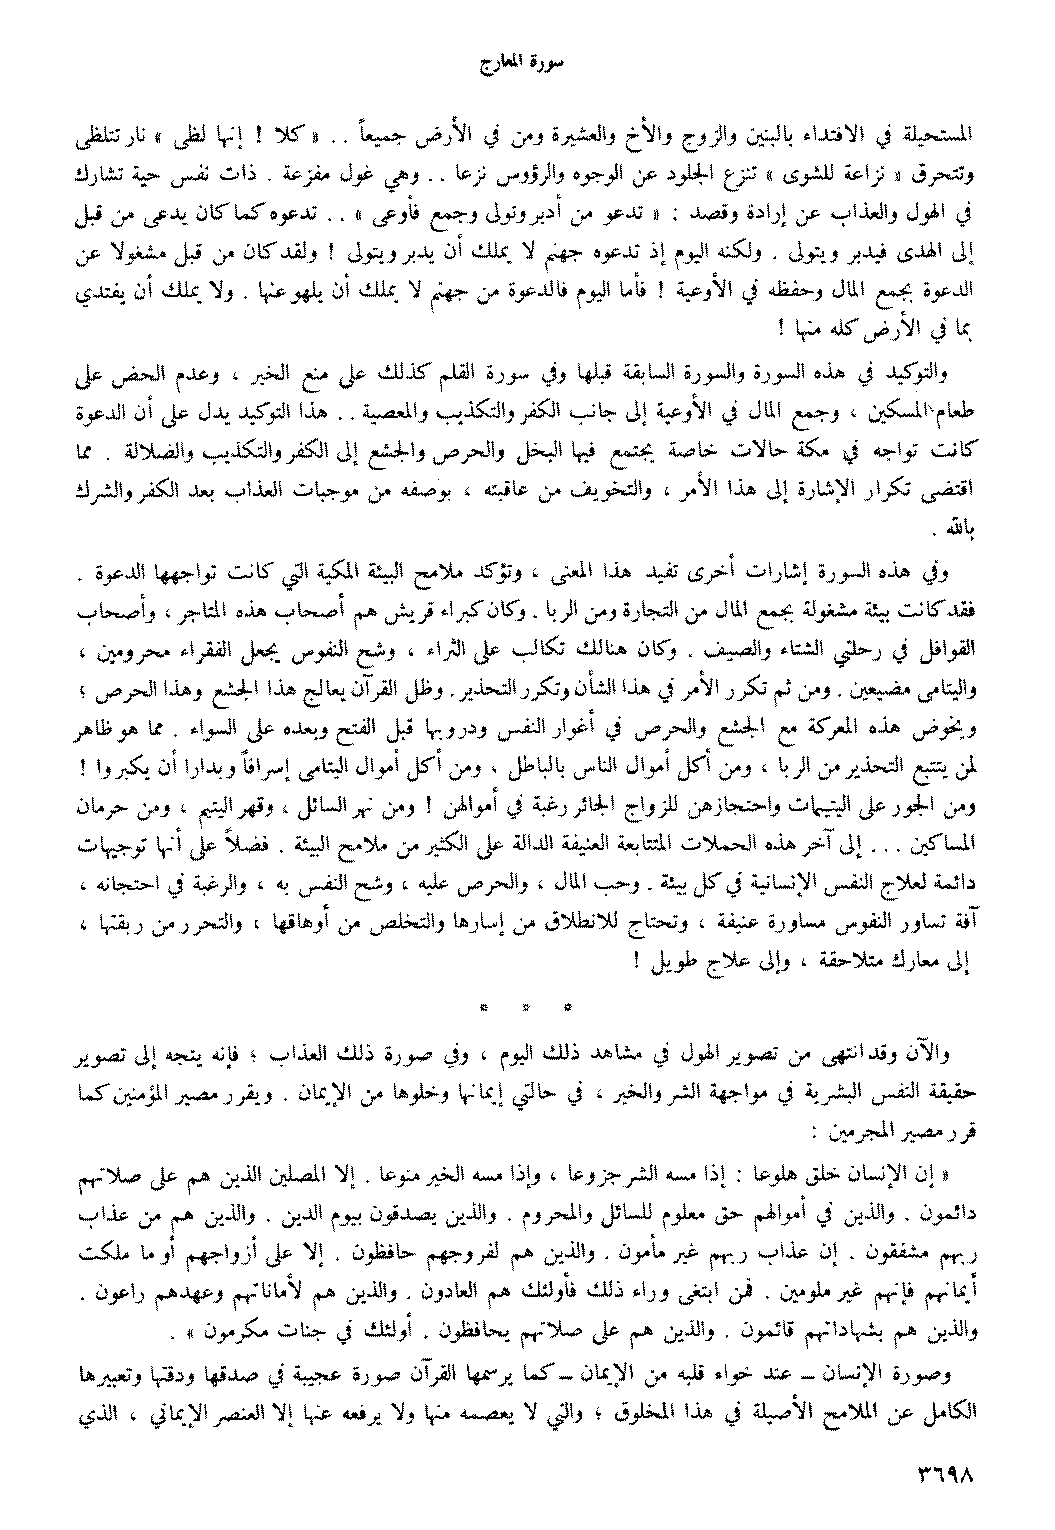 سورة المعارج
المستحيلة في الافتداء بالبنين والزوج والأخ والعشيرة ومن في الأرض جميعاً .. « كلا ! إنها لظى » نار تتلظى
وتتحرق « نزاعة للشوى » تنزع الجلود عن الوجوه والرؤوس نزعا .. وهي غول مفزعة . ذات نفس حية تشارك
في الهول والعذاب عن إرادة وقصد : « تدعو من أدبر وتولى وجمع فأوعى » .. تدعوه كما كان يدعى من قبل
إلى الهدى فيدبر ويتولى . ولكنه اليوم إذ تدعوه جهنم لا يملك أن يدبر ويتولى ! ولقد كان من قبل مشغولا عن
الدعوة بجمع المال وحفظه في الأوعية ! فأما اليوم فالدعوة من جهنم لا يملك أن يلهو عنها . ولا يملك أن يفتدي
بما في الأرض كله منها !
والتوكيد في هذه السورة والسورة السابقة قبلها وفي سورة القلم كذلك على منع الخير ، وعدم الحض على
طعام المسكين ، وجمع المال في الأوعية إلى جانب الكفر والتكذيب والمعصية .. هذا التوكيد يدل على أن الدعوة
كانت تواجه في مكة حالات خاصة يجتمع فيها البخل والحرص والجشع إلى الكفر والتكذيب والضلالة . مما
اقتضى تكرار الإشارة إلى هذا الأمر ، والتخويف من عاقبته ، بوصفه من موجبات العذاب بعد الكفر والشرك
بالله .
وفي هذه السورة إشارات أخرى تفيد هذا المعنى ، وتؤكد ملامح البيئة المكية التي كانت تواجهها الدعوة .
فقد كانت بيئة مشغولة بجمع المال من التجارة ومن الربا . وكان كبراء قريش هم أصحاب هذه المتاجر ، وأصحاب
القوافل في رحلتي الشتاء والصيف . وكان هنالك تكالب على الثراء ، وشح النفوس يجعل الفقراء محرومين ،
واليتامى مضيعين . ومن ثم تكرر الأمر في هذا الشأن وتكرر التحذير . وظل القرآن يعالج هذا الجشع وهذا الحرص ؛
ويخوض هذه المعركة مع الجشع والحرص في أغوار النفس ودروبها قبل الفتح وبعده على السواء . مما هو ظاهر
لمن يتتبع التحذير من الربا ، ومن أكل أموال الناس بالباطل ، ومن أكل أموال اليتامى إسرافاً وبدارا أن يكبروا !
ومن الجور على اليتيمات واحتجازهن للزواج الجائر رغبة في أموالهن ! ومن نهر السائل ، وقهر اليتيم ، ومن حرمان
المساكين ... إلى آخر هذه الحملات المتتابعة العنيفة الدالة على الكثير من ملامح البيئة . فضلاً على أنها توجيهات
دائمة لعلاج النفس الإنسانية في كل بيئة . وحب المال ، والحرص عليه ، وشح النفس به ، والرغبة في احتجانه ،
آفة تساور النفوس مساورة عنيفة ، وتحتاج للانطلاق من إسارها والتخلص من أوهاقها ، والتحرر من ربقتها ،
إلى معارك متلاحقة ، وإلى علاج طويل !
* * *
والآن وقد انتهى من تصوير الهول في مشاهد ذلك اليوم ، وفي صورة ذلك العذاب ؛ فإنه يتجه إلى تصوير
حقيقة النفس البشرية في مواجهة الشر والخير ، في حالتي إيمانها وخلوها من الإيمان . ويقرر مصير المؤمنين كما
قرر مصير المجرمين :
« إن الإنسان خلق هلوعا : إذا مسه الشر جزوعا ، وإذا مسه الخير منوعا . إلا المصلين الذين هم على صلاتهم
دائمون . والذين في أموالهم حق معلوم للسائل والمحروم . والذين يصدقون بيوم الدين . والذين هم من عذاب
ربهم مشفقون . إن عذاب ربهم غير مأمون . والذين هم لفروجهم حافظون . إلا على أزواجهم أو ما ملكت
أيمانهم فإنهم غير ملومين . فمن ابتغى وراء ذلك فأولئك هم العادون . والذين هم لأماناتهم وعهدهم راعون .
والذين هم بشهاداتهم قائمون . والذين هم على صلاتهم يحافظون . أولئك في جنات مكرمون » .
وصورة الإنسان – عند خواء قلبه من الإيمان – كما يرسمها القرآن صورة عجيبة في صدقها ودقتها وتعبيرها
الكامل عن الملامح الأصيلة في هذا المخلوق ؛ والتي لا يعصمه منها ولا يرفعه عنها إلا العنصر الإيماني ، الذي
٣٦٩٨